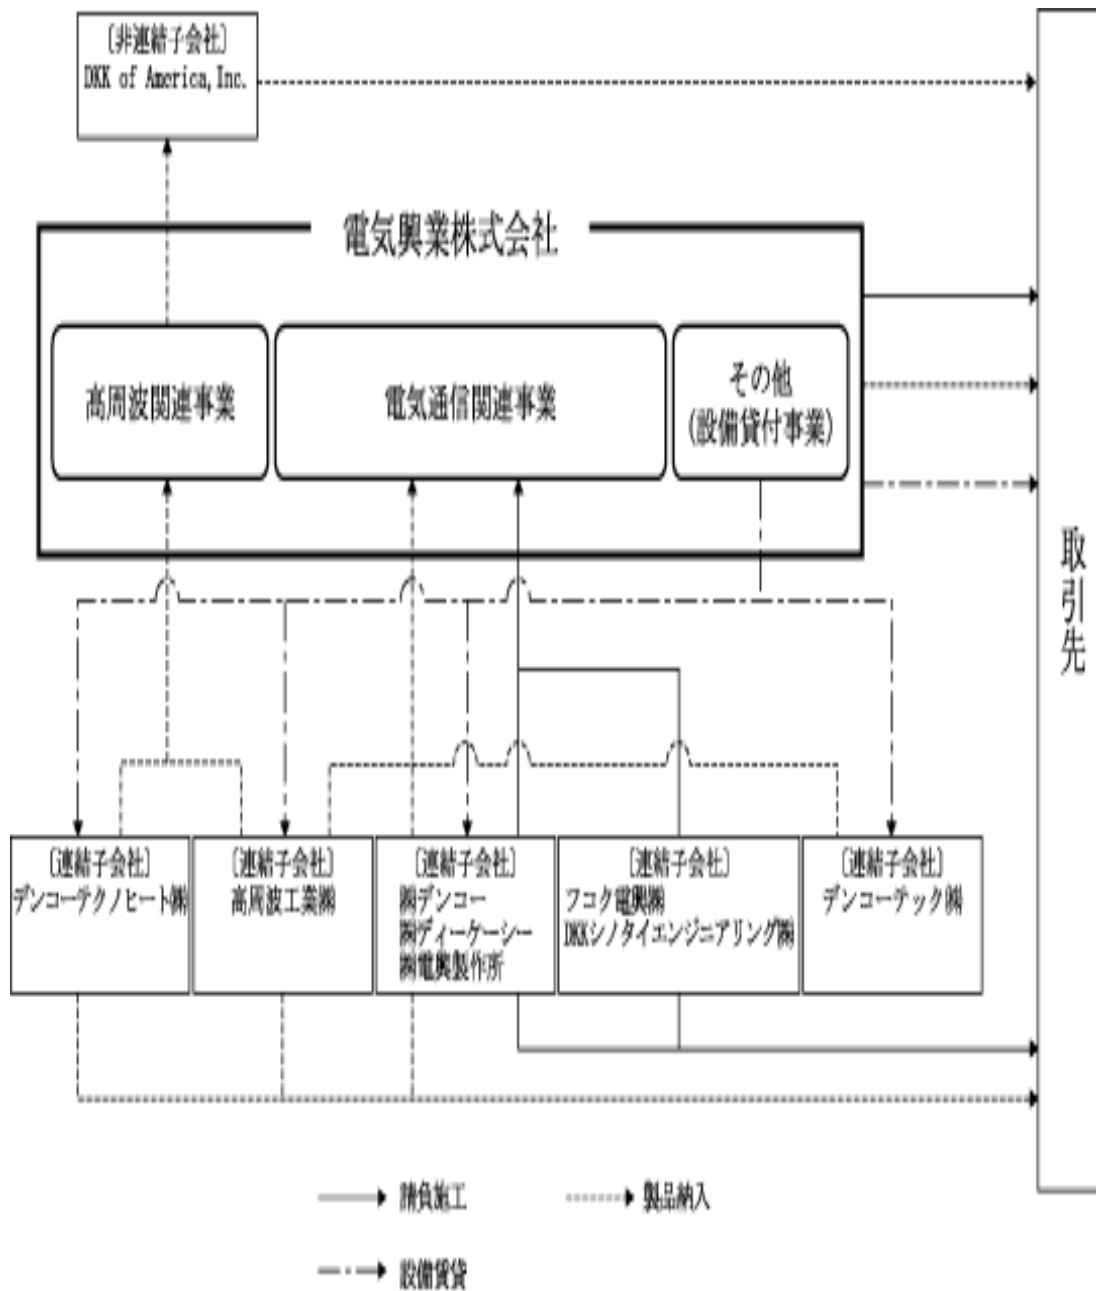 〔非連結子会社〕
DKK of America,Inc.
電気興業株式会社
高周波関連事業
電気通信関連事業
その他
(設備貸付事業)
取引先
〔連結子会社〕
デンコーテクノヒート㈱
〔連結子会社〕
高周波工業㈱
〔連結子会社〕
㈱デンコー
㈱ディーケーシー
㈱電興製作所
〔連結子会社〕
フコク電興㈱
DKKシノタイエンジニアリング㈱
〔連結子会社〕
デンコーテック㈱
請負施工
製品納入
設備賃貸